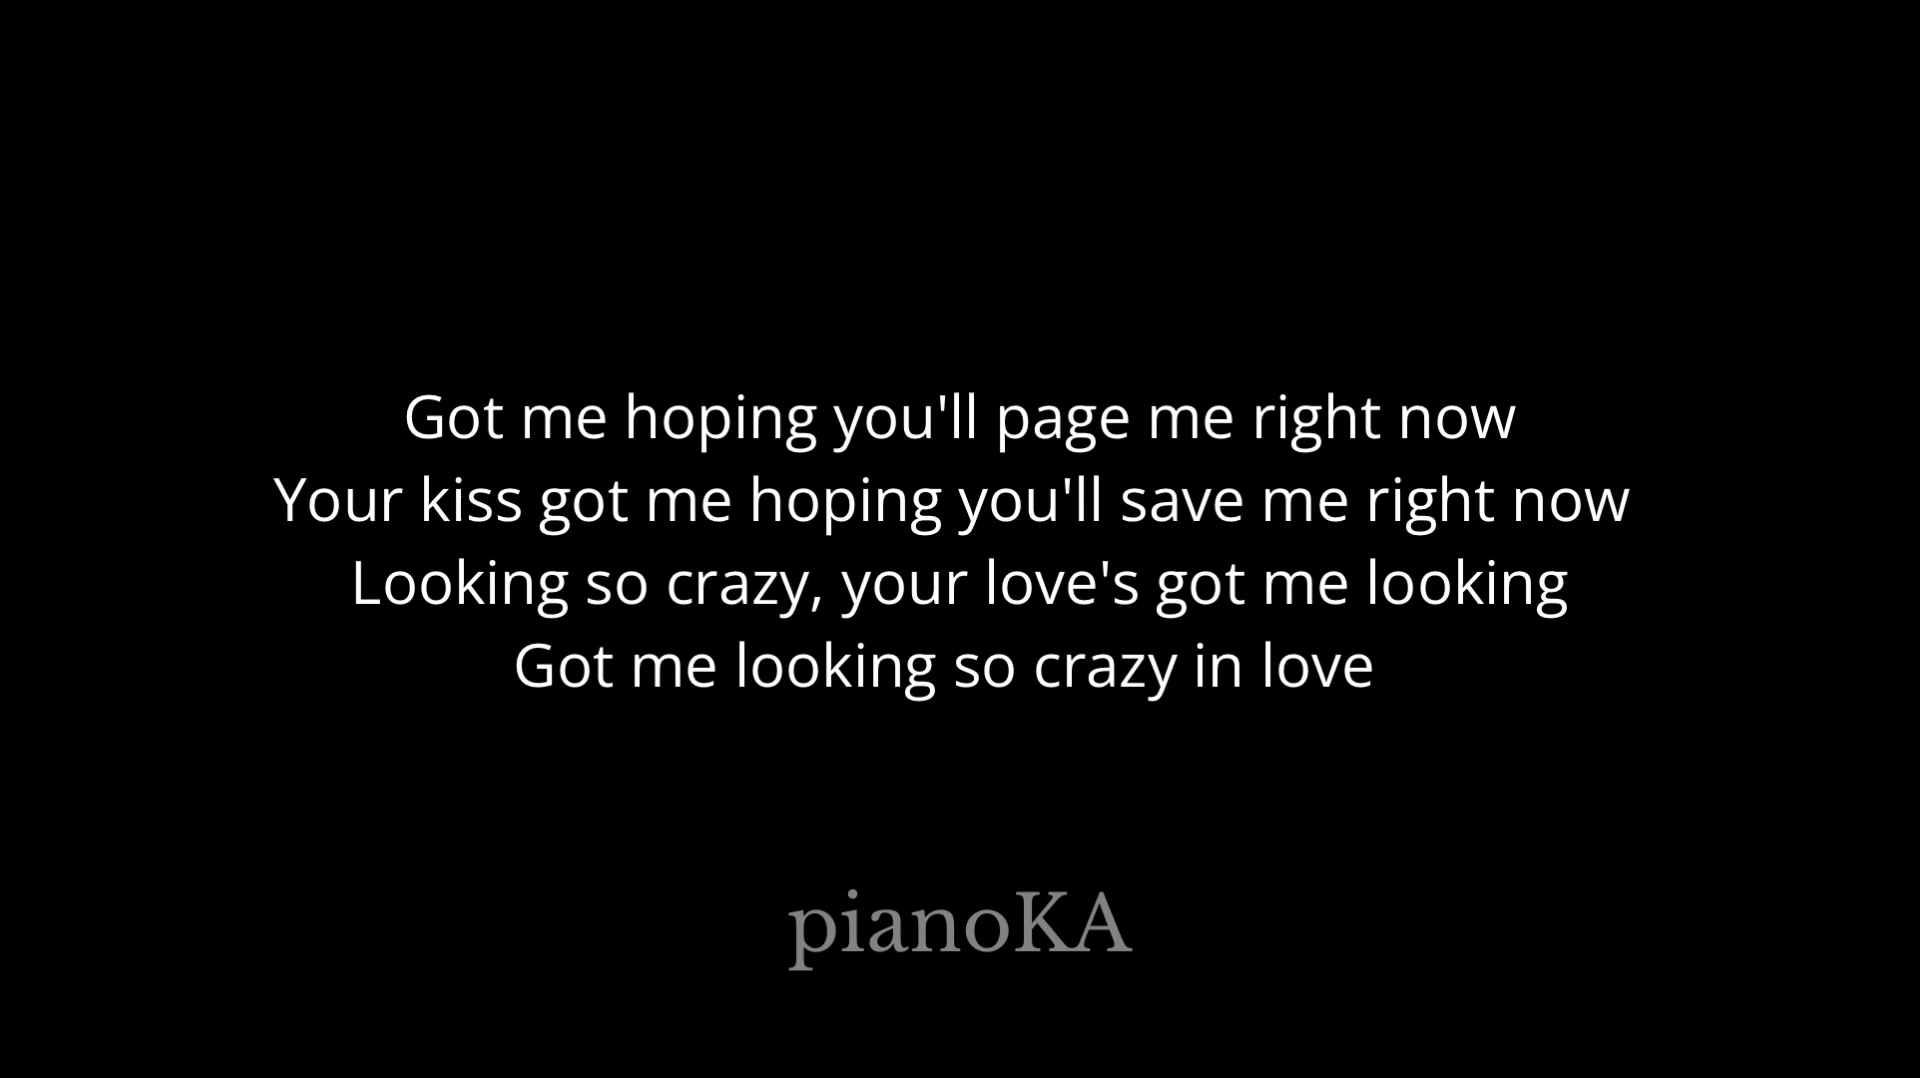 Got me hoping you'll page me right now
Your kiss got me hoping you'll save me right now
Looking so crazy, your love's got me looking
Got me looking so crazy in love
pianoKA